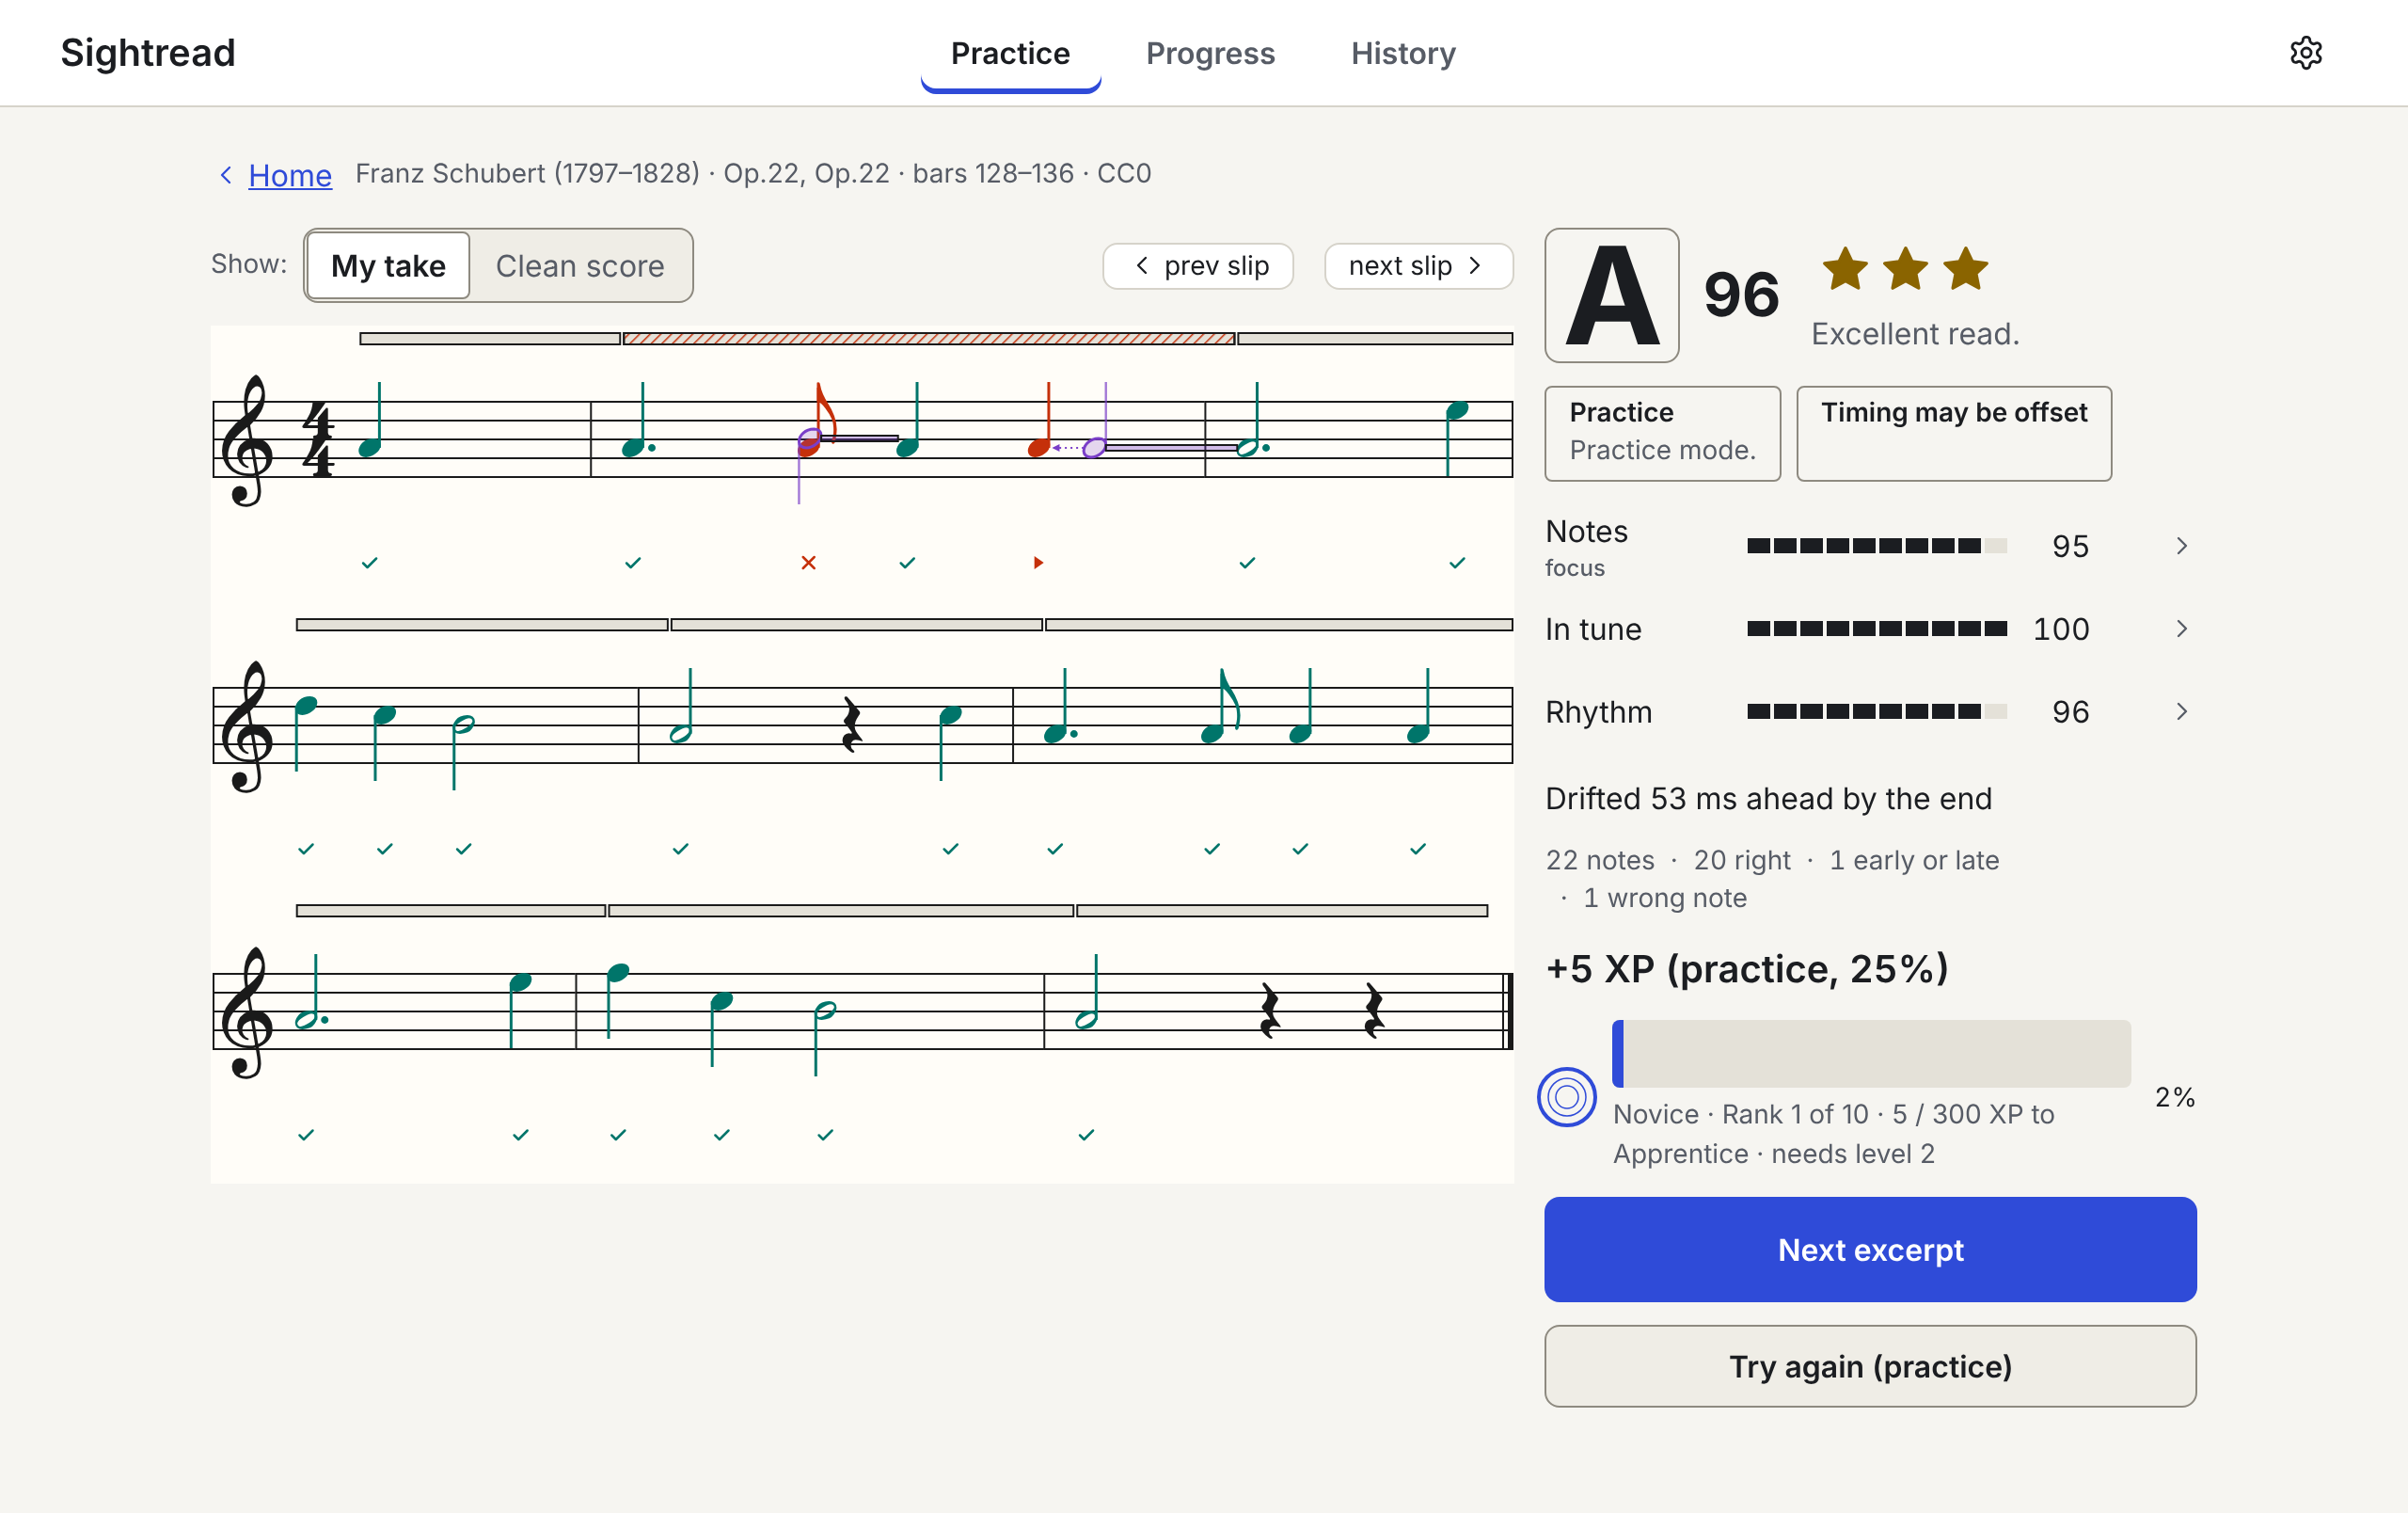 Sightread
Practice
Progress
History
Home
Franz Schubert (1797–1828) · Op.22, Op.22 · bars 128–136 · CC0
Show:
My take
Clean score
prev slip
next slip
A
96
Excellent read.
Practice
Practice mode.
Timing may be offset
Notes
focus
95
In tune
100
Rhythm
96
Drifted 53 ms ahead by the end
22 notes · 20 right · 1 early or late
· 1 wrong note
+5 XP (practice, 25%)
2%
Novice · Rank 1 of 10 · 5 / 300 XP to
Apprentice · needs level 2
Next excerpt
Try again (practice)
4
4